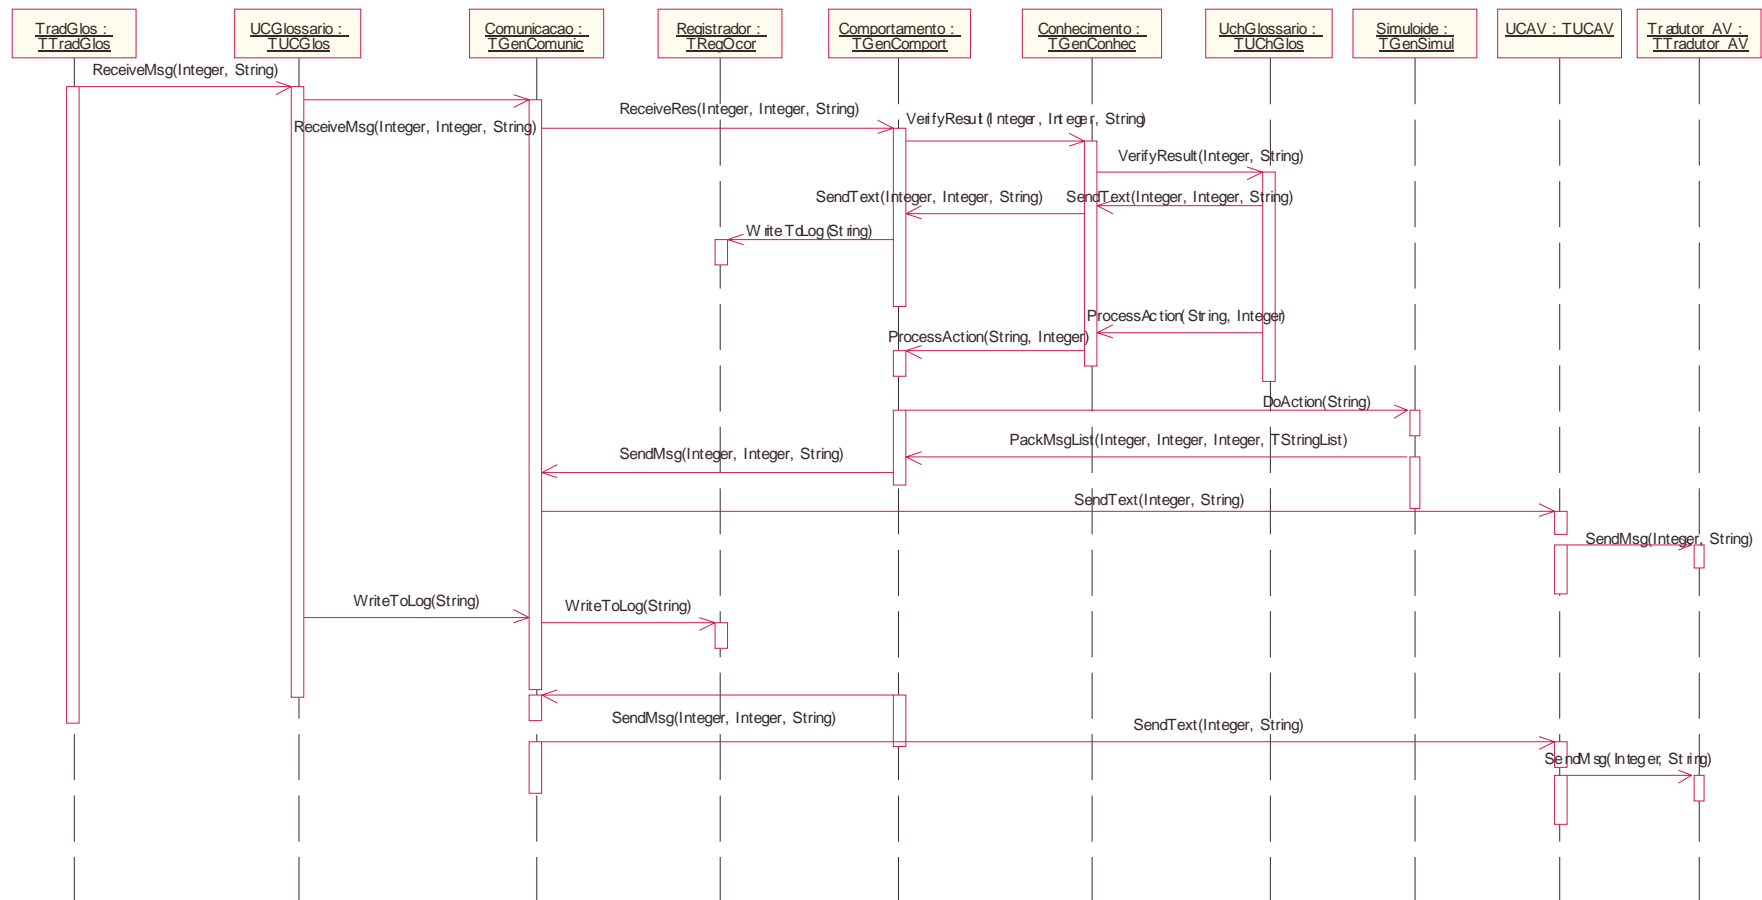 TradGlos :
TTradGlos
UCGlossario :
TUCGlos
Comunicacao :
TGenComunic
Registrador :
TRegOcor
Comportamento :
TGenComport
Conhecimento :
TGenConhec
UchGlossario :
TUChGlos
Simuloide :
TGenSimul
UCAV : TUCAV
Tradutor_AV :
TTradutor_AV
ReceiveMsg(Integer, String)
ReceiveMsg(Integer, Integer, String)
ReceiveRes(Integer, Integer, String)
VerifyResult(Integer, Integer, String)
VerifyResult(Integer, String)
SendText(Integer, Integer, String)
SendText(Integer, Integer, String)
WriteToLog(String)
ProcessAction(String, Integer)
ProcessAction(String, Integer)
DoAction(String)
PackMsgList(Integer, Integer, Integer, TStringList)
SendMsg(Integer, Integer, String)
SendText(Integer, String)
SendMsg(Integer, String)
WriteToLog(String)
WriteToLog(String)
SendMsg(Integer, Integer, String)
SendText(Integer, String)
SendMsg(Integer, String)